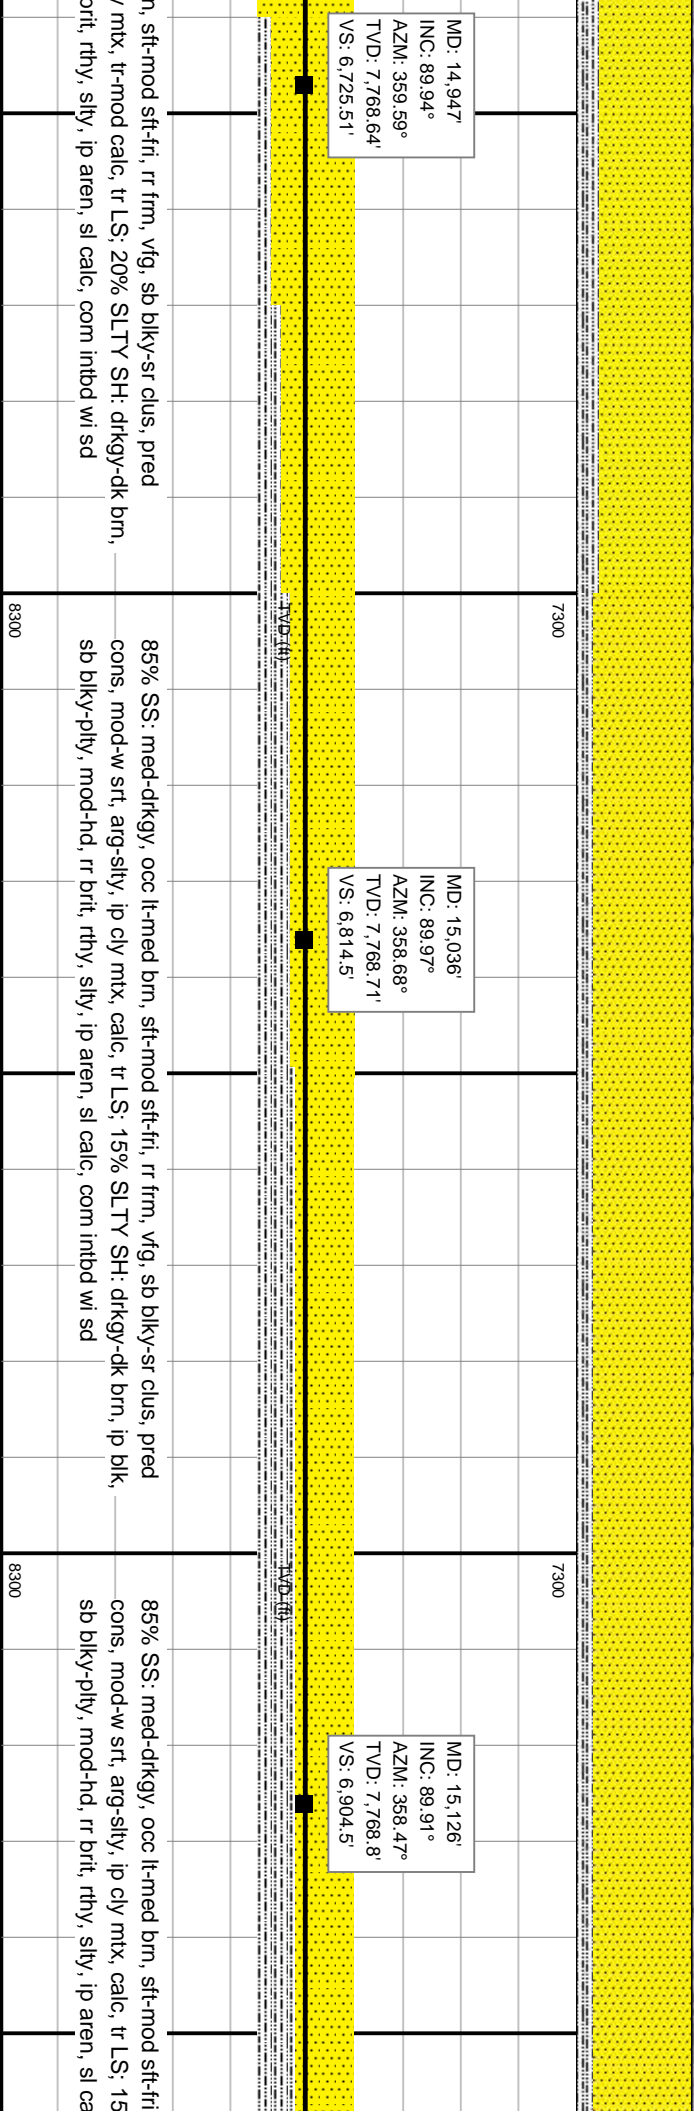 MD: 14,947'
INC: 89.94°
AZM: 359.59°
TVD: 7,768.64'
VS: 6,725.51'
n, sft-mod sft-fri, rr frm, vfg, sb blky-sr clus, pred
mtx, tr-mod calc, tr LS; 20% SLTY SH: drkgy-dk brn,
brit, rthy, slty, ip aren, sl calc, com intbd wi sd
7300
TVD (ft)
8300
MD: 15,036'
INC: 89.97°
AZM: 358.68°
TVD: 7,768.71'
VS: 6,814.5'
85% SS: med-drkgy, occ lt-med brn, sft-mod sft-fri, rr frm, vfg, sb blky-sr clus, pred
cons, mod-w srt, arg-slty, ip cly mtx, calc, tr LS; 15% SLTY SH: drkgy-dk brn, ip blk,
sb blky-plty, mod-hd, rr brit, rthy, slty, ip aren, sl calc, com intbd wi sd
7300
TVD (ft)
8300
MD: 15,126'
INC: 89.91°
AZM: 358.47°
TVD: 7,768.8'
VS: 6,904.5'
85% SS: med-drkgy, occ lt-med brn, sft-mod sft-fri
cons, mod-w srt, arg-slty, ip cly mtx, calc, tr LS; 15
sb blky-plty, mod-hd, rr brit, rthy, slty, ip aren, sl ca